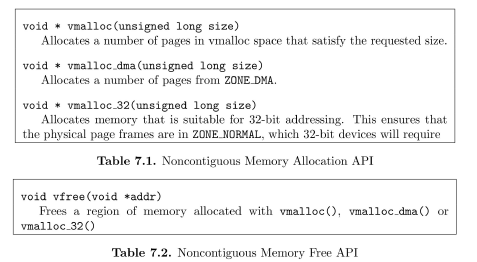 void * vmalloc(unsigned long size)
Allocates a number of pages in vmalloc space that satisfy the requested size.
void * vmalloc_dma(unsigned long size)
Allocates a number of pages from ZONE_DMA.
void * vmalloc_32(unsigned long size)
Allocates memory that is suitable for 32-bit addressing. This ensures that
the physical page frames are in ZONE_NORMAL, which 32-bit devices will require
Table 7.1. Noncontiguous Memory Allocation API
void vfree(void *addr)
Frees a region of memory allocated with vmalloc(), vmalloc_dma() or
vmalloc_32()
Table 7.2. Noncontiguous Memory Free API